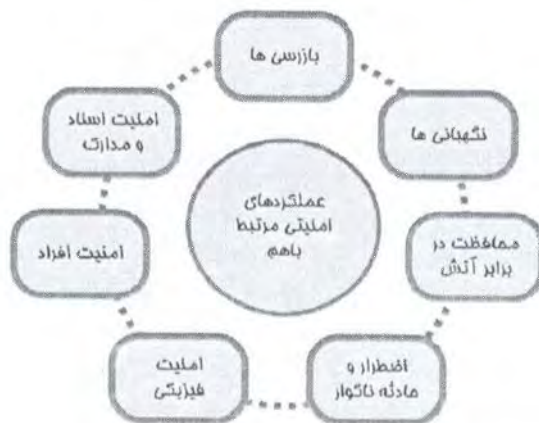 بازرسی ها
نگهبانی ها
محافظت در
برابر آتش
اضطرار و
حادثه ناگوار
امنیت
فیزیکی
امنیت افراد
امنیت اسناد
و مدارک
عملکردهای
امنیتی مرتبط
باهم